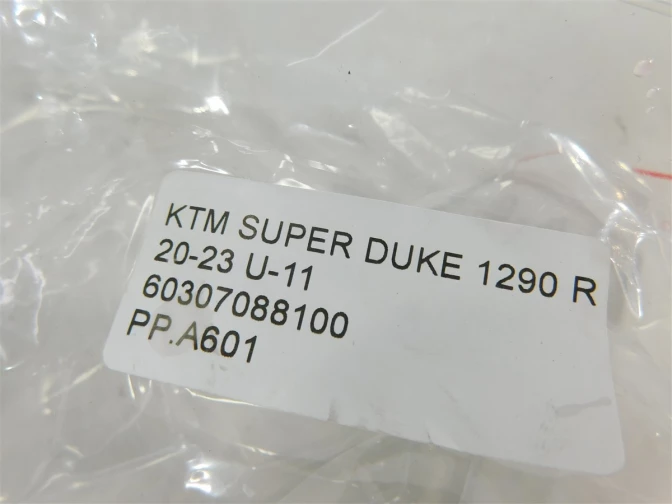 KTM SUPER DUKE 1290 R
20-23 U-11
60307088100
PP.A601